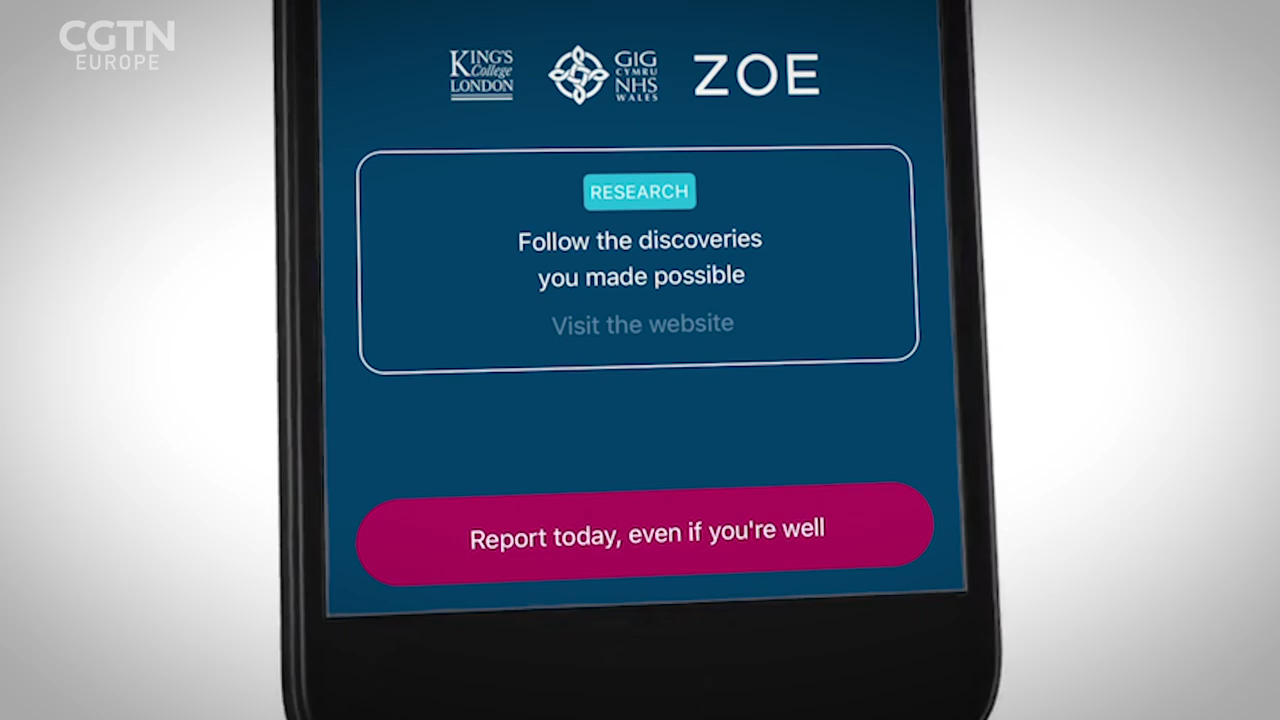 CGTN
EUROPE
KING'S
College
LONDON
GIG
CYMRU
NHS
WALES
ZOE
RESEARCH
Follow the discoveries
you made possible
Visit the website
Report today, even if you're well